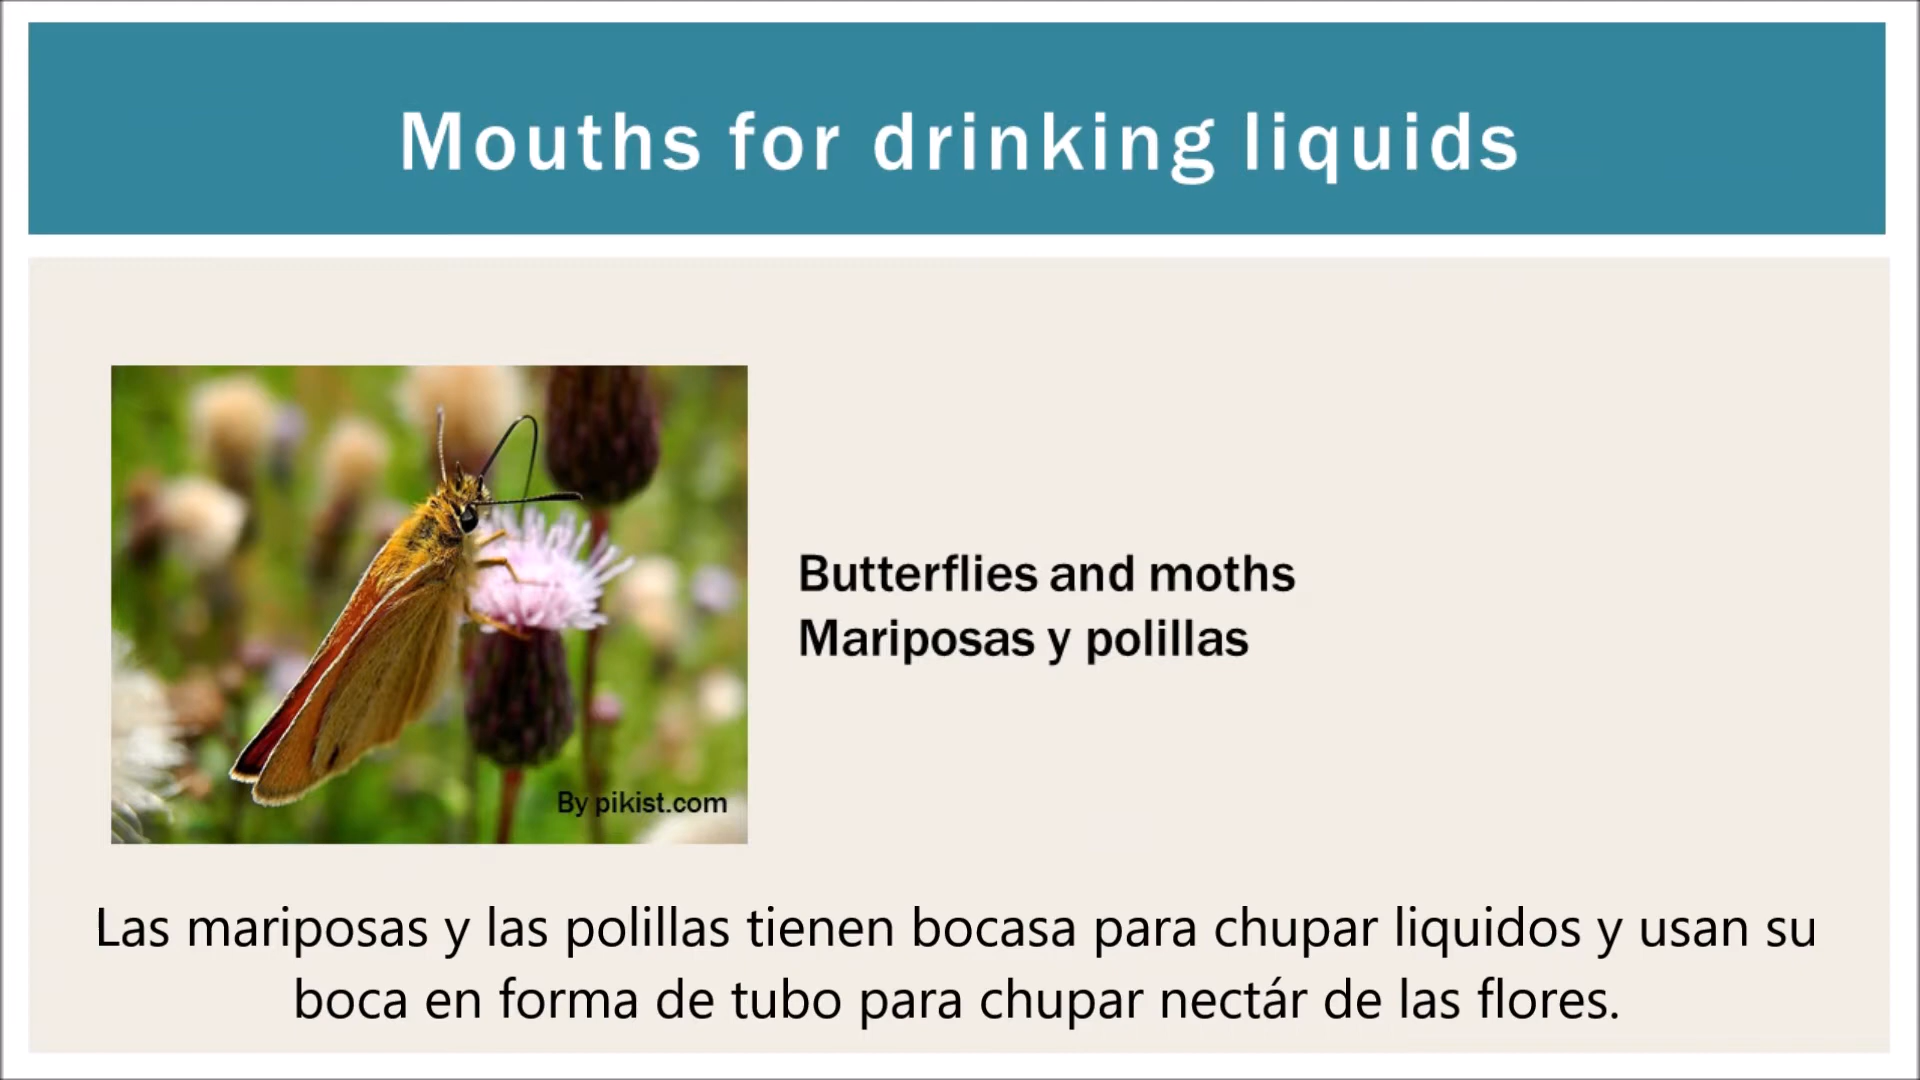 Mouths for drinking liquids
Butterflies and moths
Mariposas y polillas
By pikist.com
Las mariposas y las polillas tienen bocasa para chupar liquidos y usan su
boca en forma de tubo para chupar nectár de las flores.